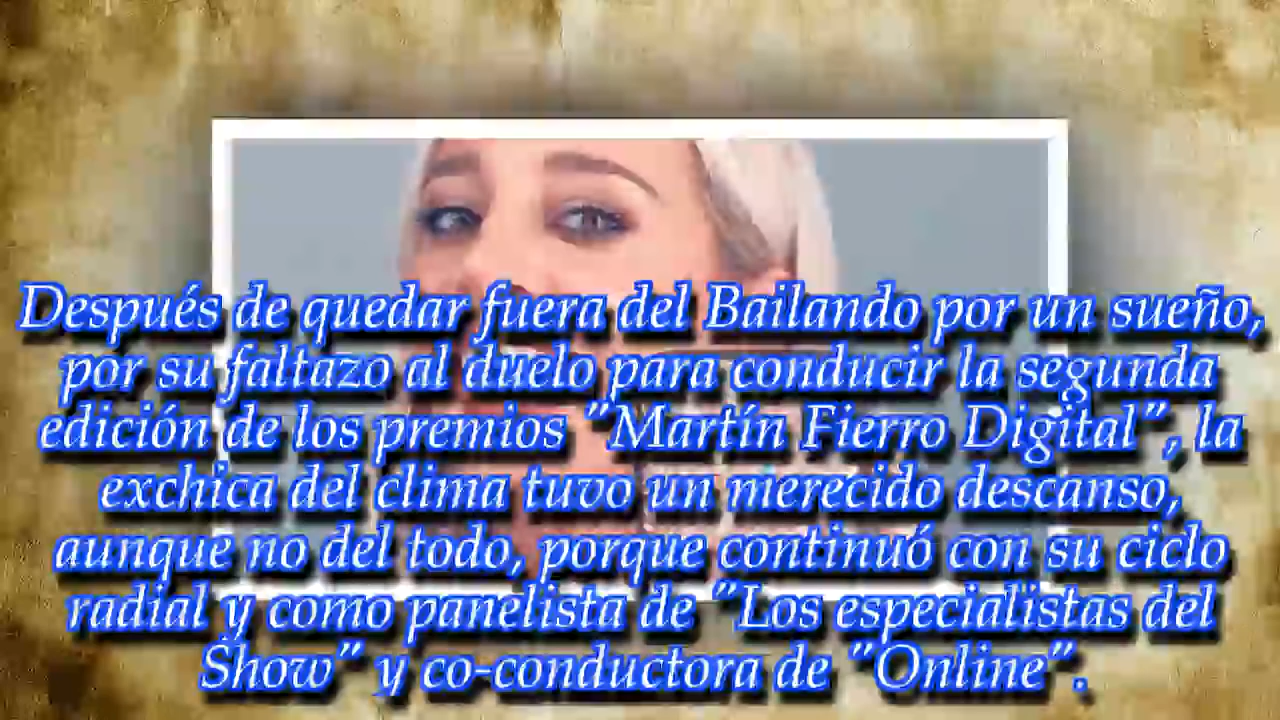 Después de quedar fuera del Bailando por un sueño,
por su faltazo al duelo para conducir la segunda
edición de los premios "Martín Fierro Digital", la
exchica del clima tuvo un merecido descanso,
aunque no del todo, porque continuó con su ciclo
radial y como panelista de "Los especialistas del
Show" y co-conductora de "Online".